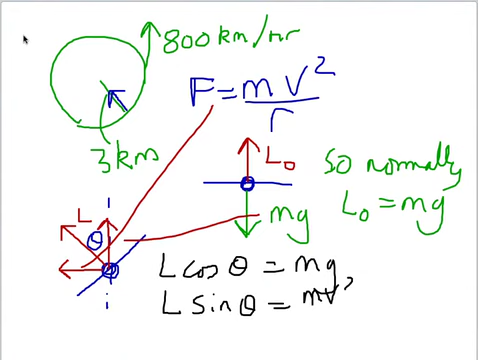 800 km/hr
F = mv²/r
3 km
L₀
so normally
L₀ = mg
mg
L
θ
L cos θ = mg,
L sin θ = mv²